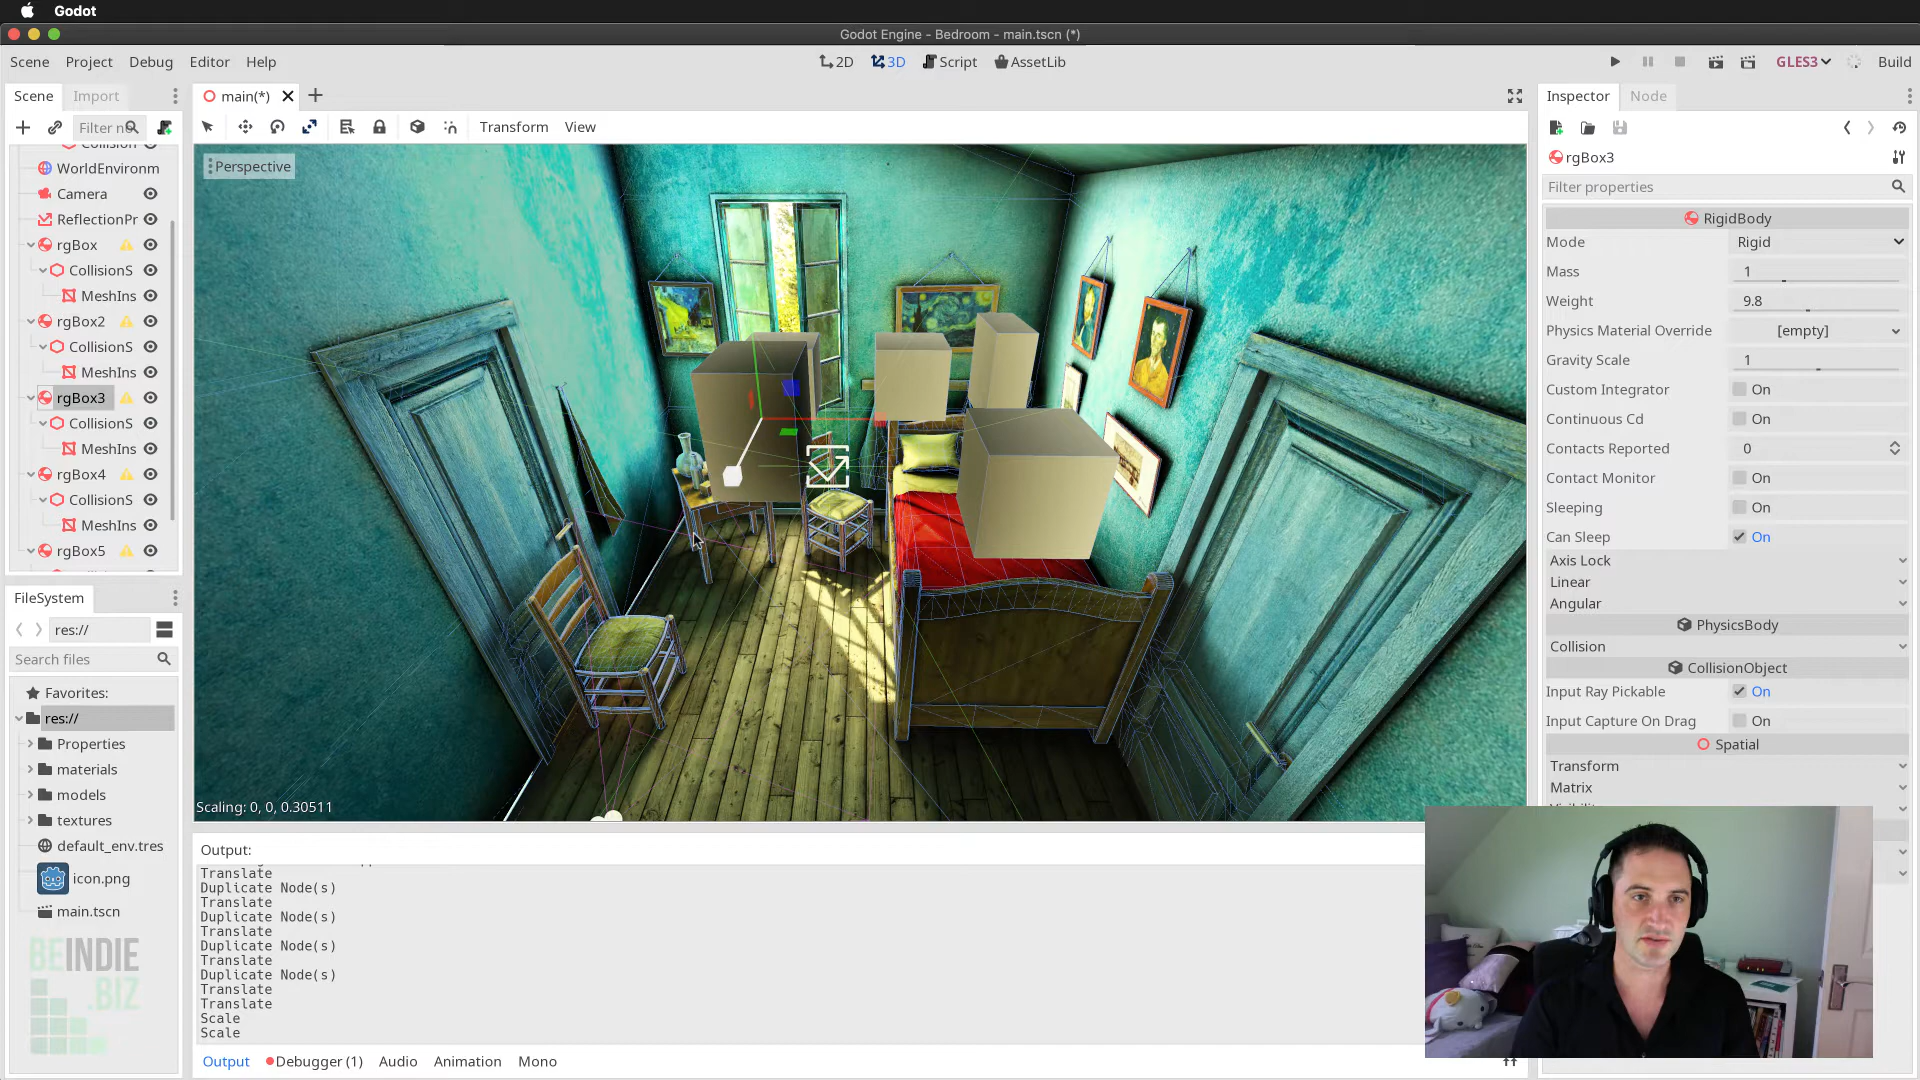 Godot
Godot Engine - Bedroom - main.tscn (*)
Scene Project Debug Editor Help
2D 3D Script AssetLib
GLES3 Build
Scene Import
main(*)
Inspector Node
Filter n
Transform View
Perspective
rgBox3
Filter properties
WorldEnvironm
Camera
ReflectionPr
rgBox
CollisionS
MeshIns
rgBox2
CollisionS
MeshIns
rgBox3
CollisionS
MeshIns
rgBox4
CollisionS
MeshIns
rgBox5
RigidBody
Mode Rigid
Mass 1
Weight 9.8
Physics Material Override [empty]
Gravity Scale 1
Custom Integrator On
Continuous Cd On
Contacts Reported 0
Contact Monitor On
Sleeping On
Can Sleep On
Axis Lock
Linear
Angular
PhysicsBody
Collision
CollisionObject
Input Ray Pickable On
Input Capture On Drag On
Spatial
Transform
Matrix
FileSystem
res://
Search files
Favorites:
res://
Properties
materials
models
textures
default_env.tres
icon.png
main.tscn
BEINDIE
.BIZ
Scaling: 0, 0, 0.30511
Output:
Translate
Duplicate Node(s)
Translate
Duplicate Node(s)
Translate
Duplicate Node(s)
Translate
Duplicate Node(s)
Translate
Translate
Scale
Scale
Output Debugger (1) Audio Animation Mono